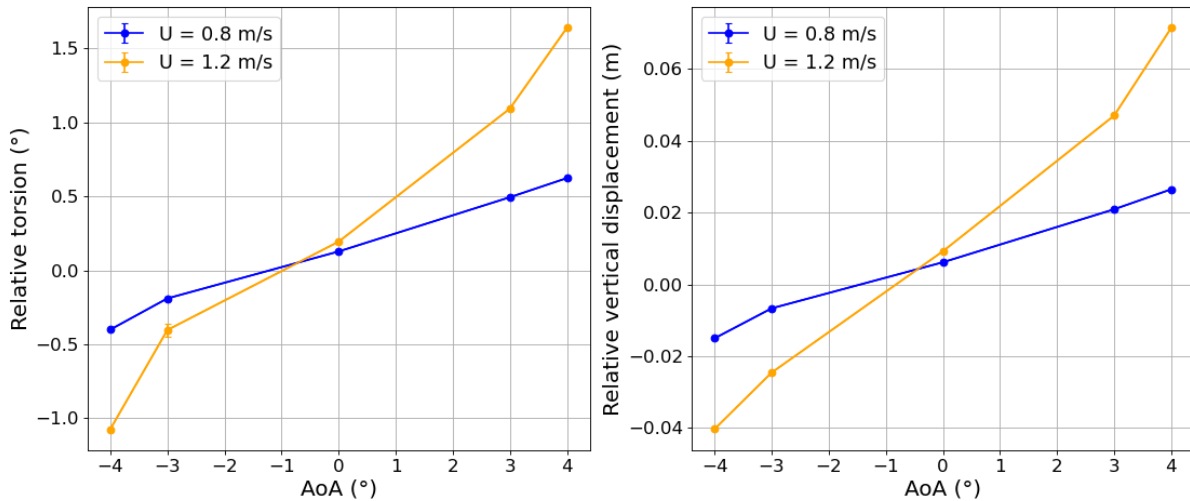 Relative torsion (°)
1.5
1.0
0.5
0.0
−0.5
−1.0
U = 0.8 m/s
U = 1.2 m/s
−4 −3 −2 −1 0 1 2 3 4
AoA (°)
Relative vertical displacement (m)
0.06
0.04
0.02
0.00
−0.02
−0.04
U = 0.8 m/s
U = 1.2 m/s
−4 −3 −2 −1 0 1 2 3 4
AoA (°)